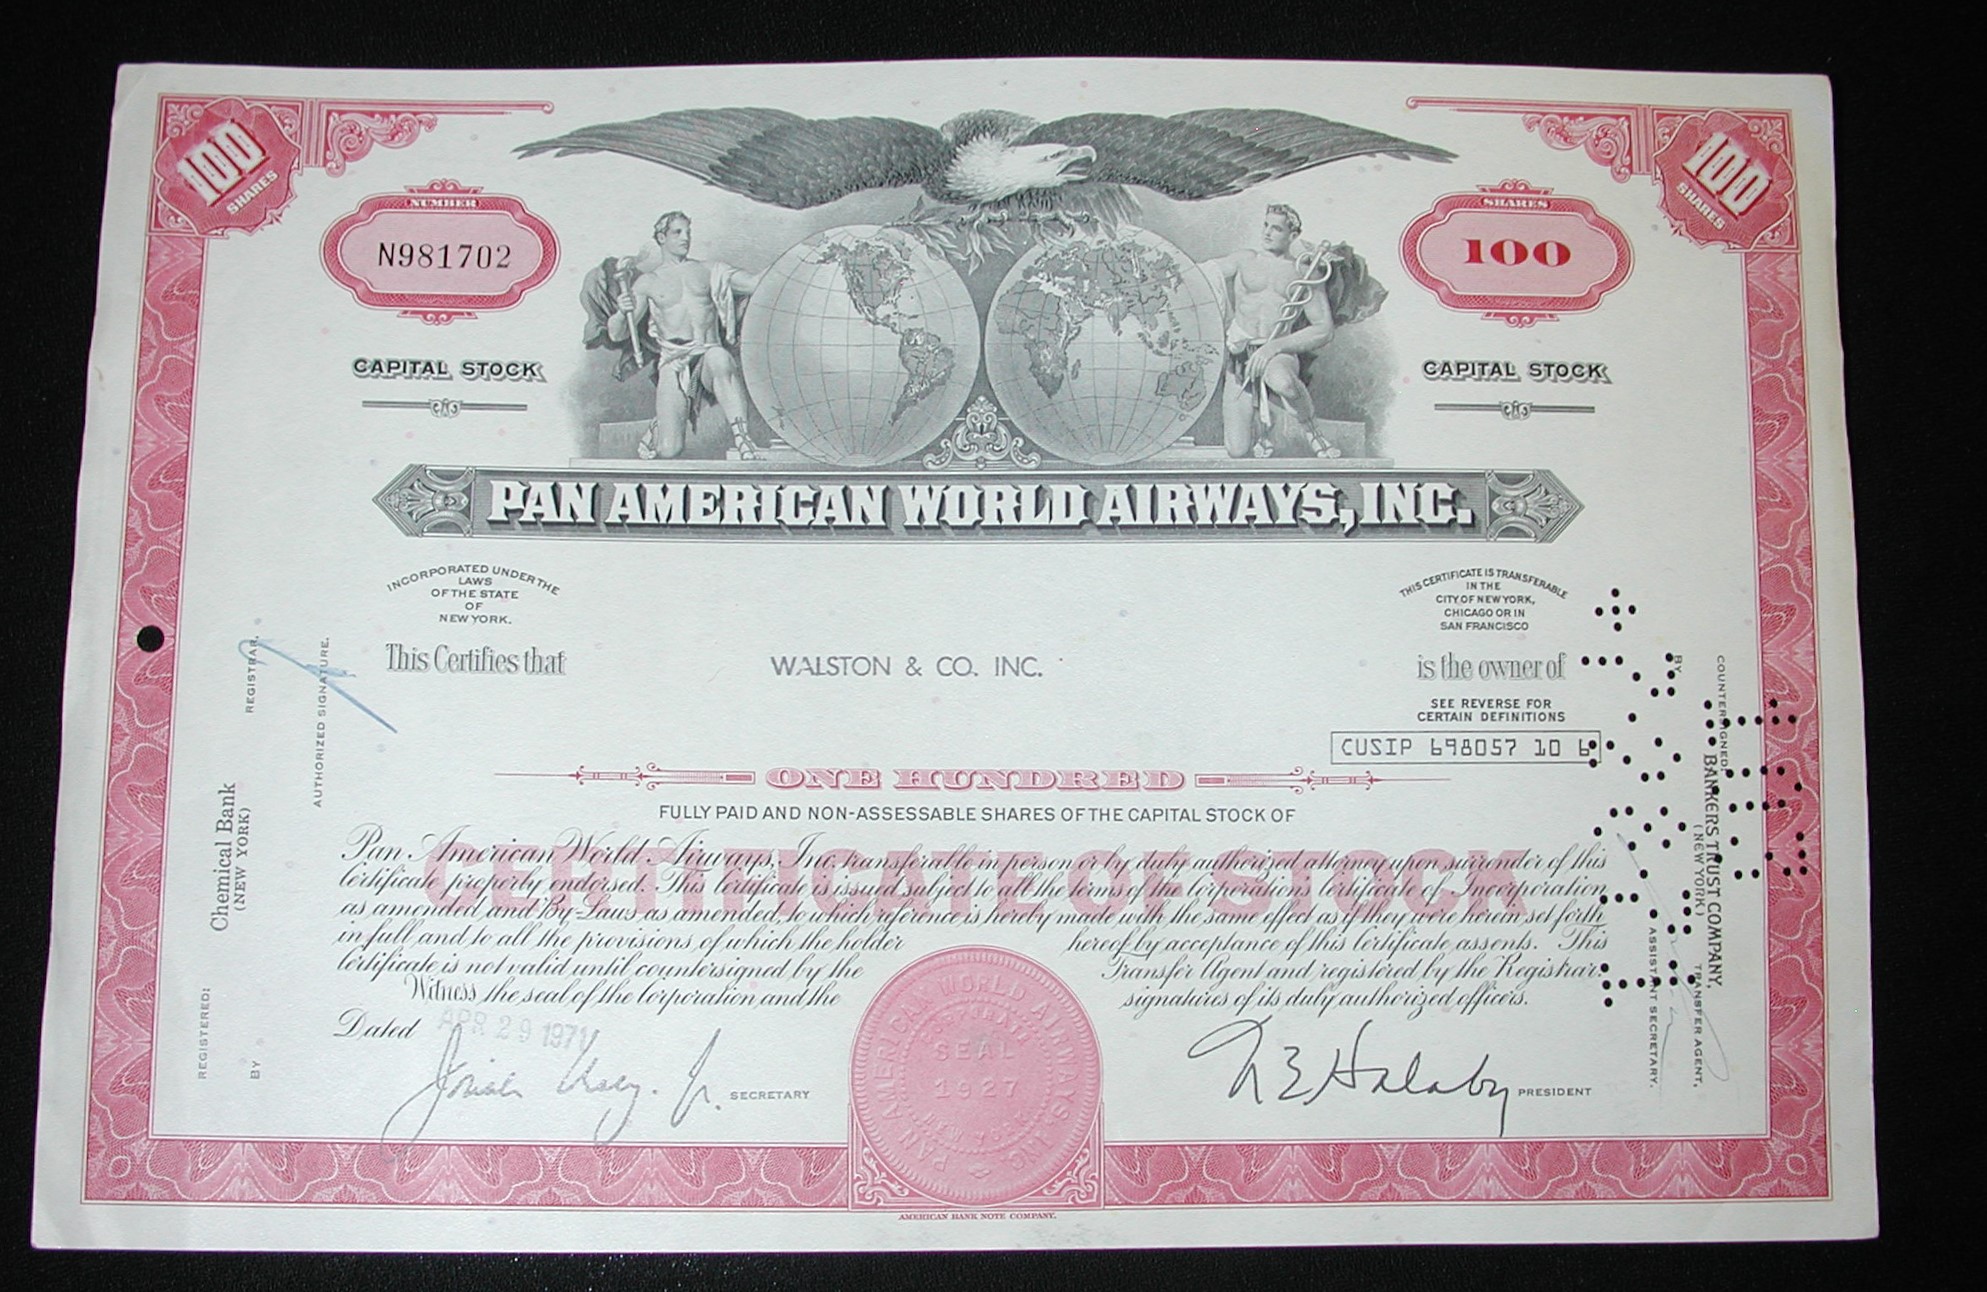 100
SHARES
100
SHARES
NUMBER
N981702
SHARES
100
CAPITAL STOCK
CAPITAL STOCK
PAN AMERICAN WORLD AIRWAYS, INC.
INCORPORATED UNDER THE
LAWS
OF THE STATE
OF
NEW YORK.
THIS CERTIFICATE IS TRANSFERABLE
IN THE
CITY OF NEW YORK,
CHICAGO OR IN
SAN FRANCISCO
This Certifies that
WALSTON & CO. INC.
is the owner of
SEE REVERSE FOR
CERTAIN DEFINITIONS
CUSIP 698057 10 6
ONE HUNDRED
FULLY PAID AND NON-ASSESSABLE SHARES OF THE CAPITAL STOCK OF
CERTIFICATE OF STOCK
Pan American World Airways, Inc. transferable in person or by duly authorized attorney upon surrender of this
certificate properly endorsed. This certificate is issued subject to all the terms of the Corporation's Certificate of Incorporation
as amended and By-Laws as amended, to which reference is hereby made with the same effect as if they were herein set forth
in full, and to all the provisions of which the holder hereof by acceptance of this certificate assents. This
certificate is not valid until countersigned by the Transfer Agent and registered by the Registrar.
Witness the seal of the Corporation and the signatures of its duly authorized officers.
Dated APR 29 1971
SECRETARY
N E Halaby PRESIDENT
PAN AMERICAN WORLD AIRWAYS, INC.
CORPORATE
SEAL
1927
NEW YORK
AMERICAN BANK NOTE COMPANY.
REGISTERED:
Chemical Bank
(NEW YORK)
BY
REGISTRAR.
AUTHORIZED SIGNATURE.
COUNTERSIGNED:
BANKERS TRUST COMPANY,
(NEW YORK)
TRANSFER AGENT,
BY
ASSISTANT SECRETARY.